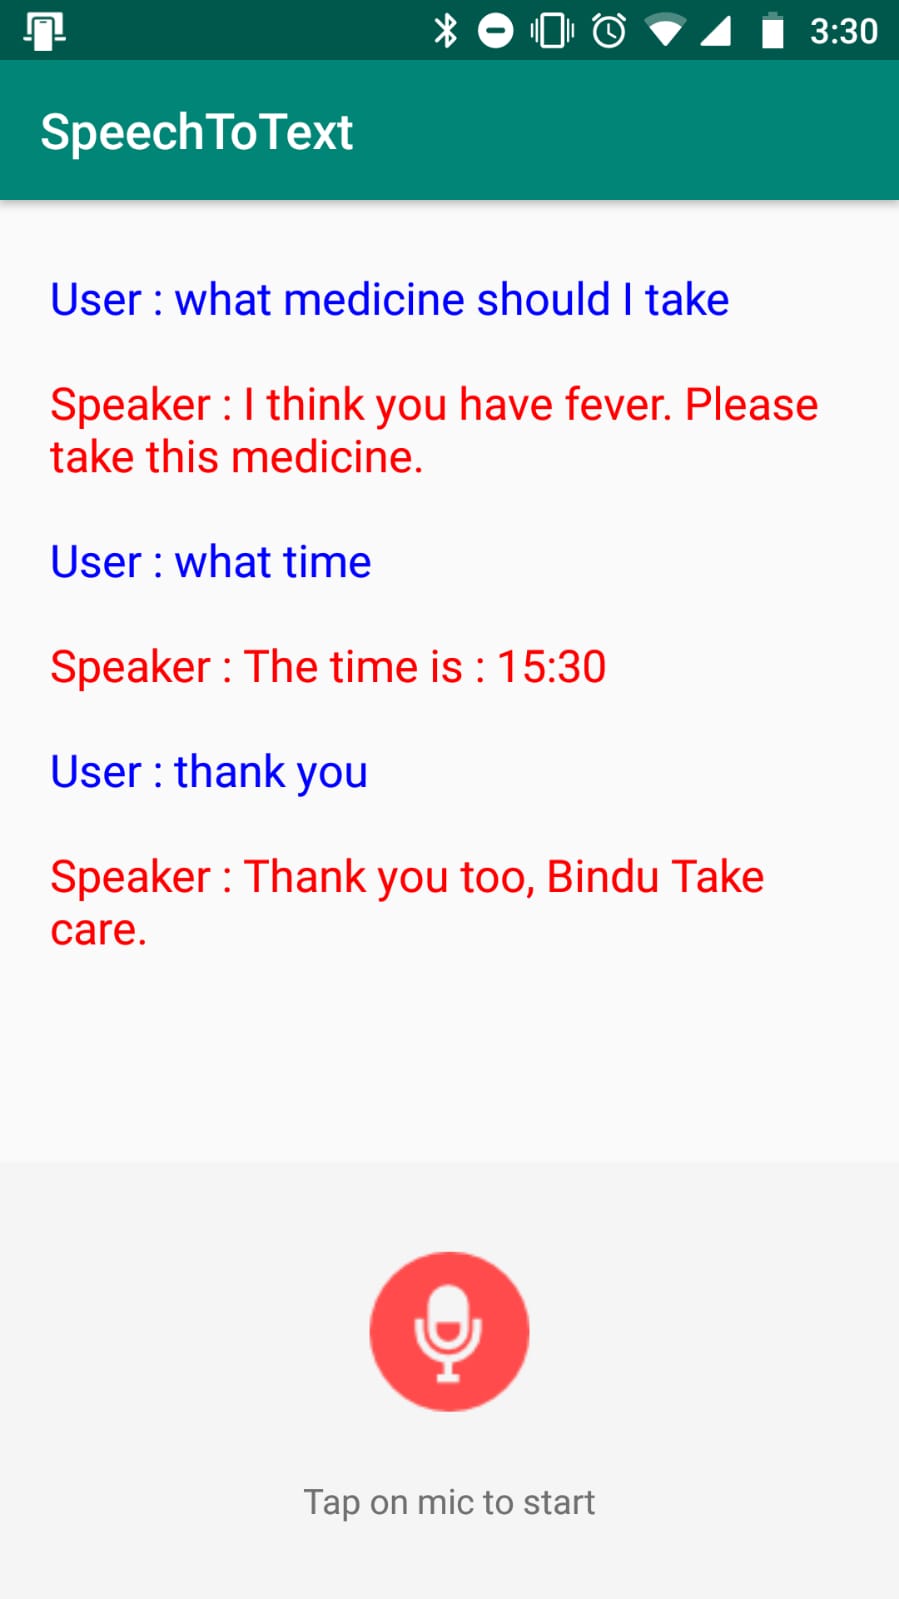 3:30
SpeechToText
User : what medicine should I take
Speaker : I think you have fever. Please
take this medicine.
User : what time
Speaker : The time is : 15:30
User : thank you
Speaker : Thank you too, Bindu Take
care.
Tap on mic to start